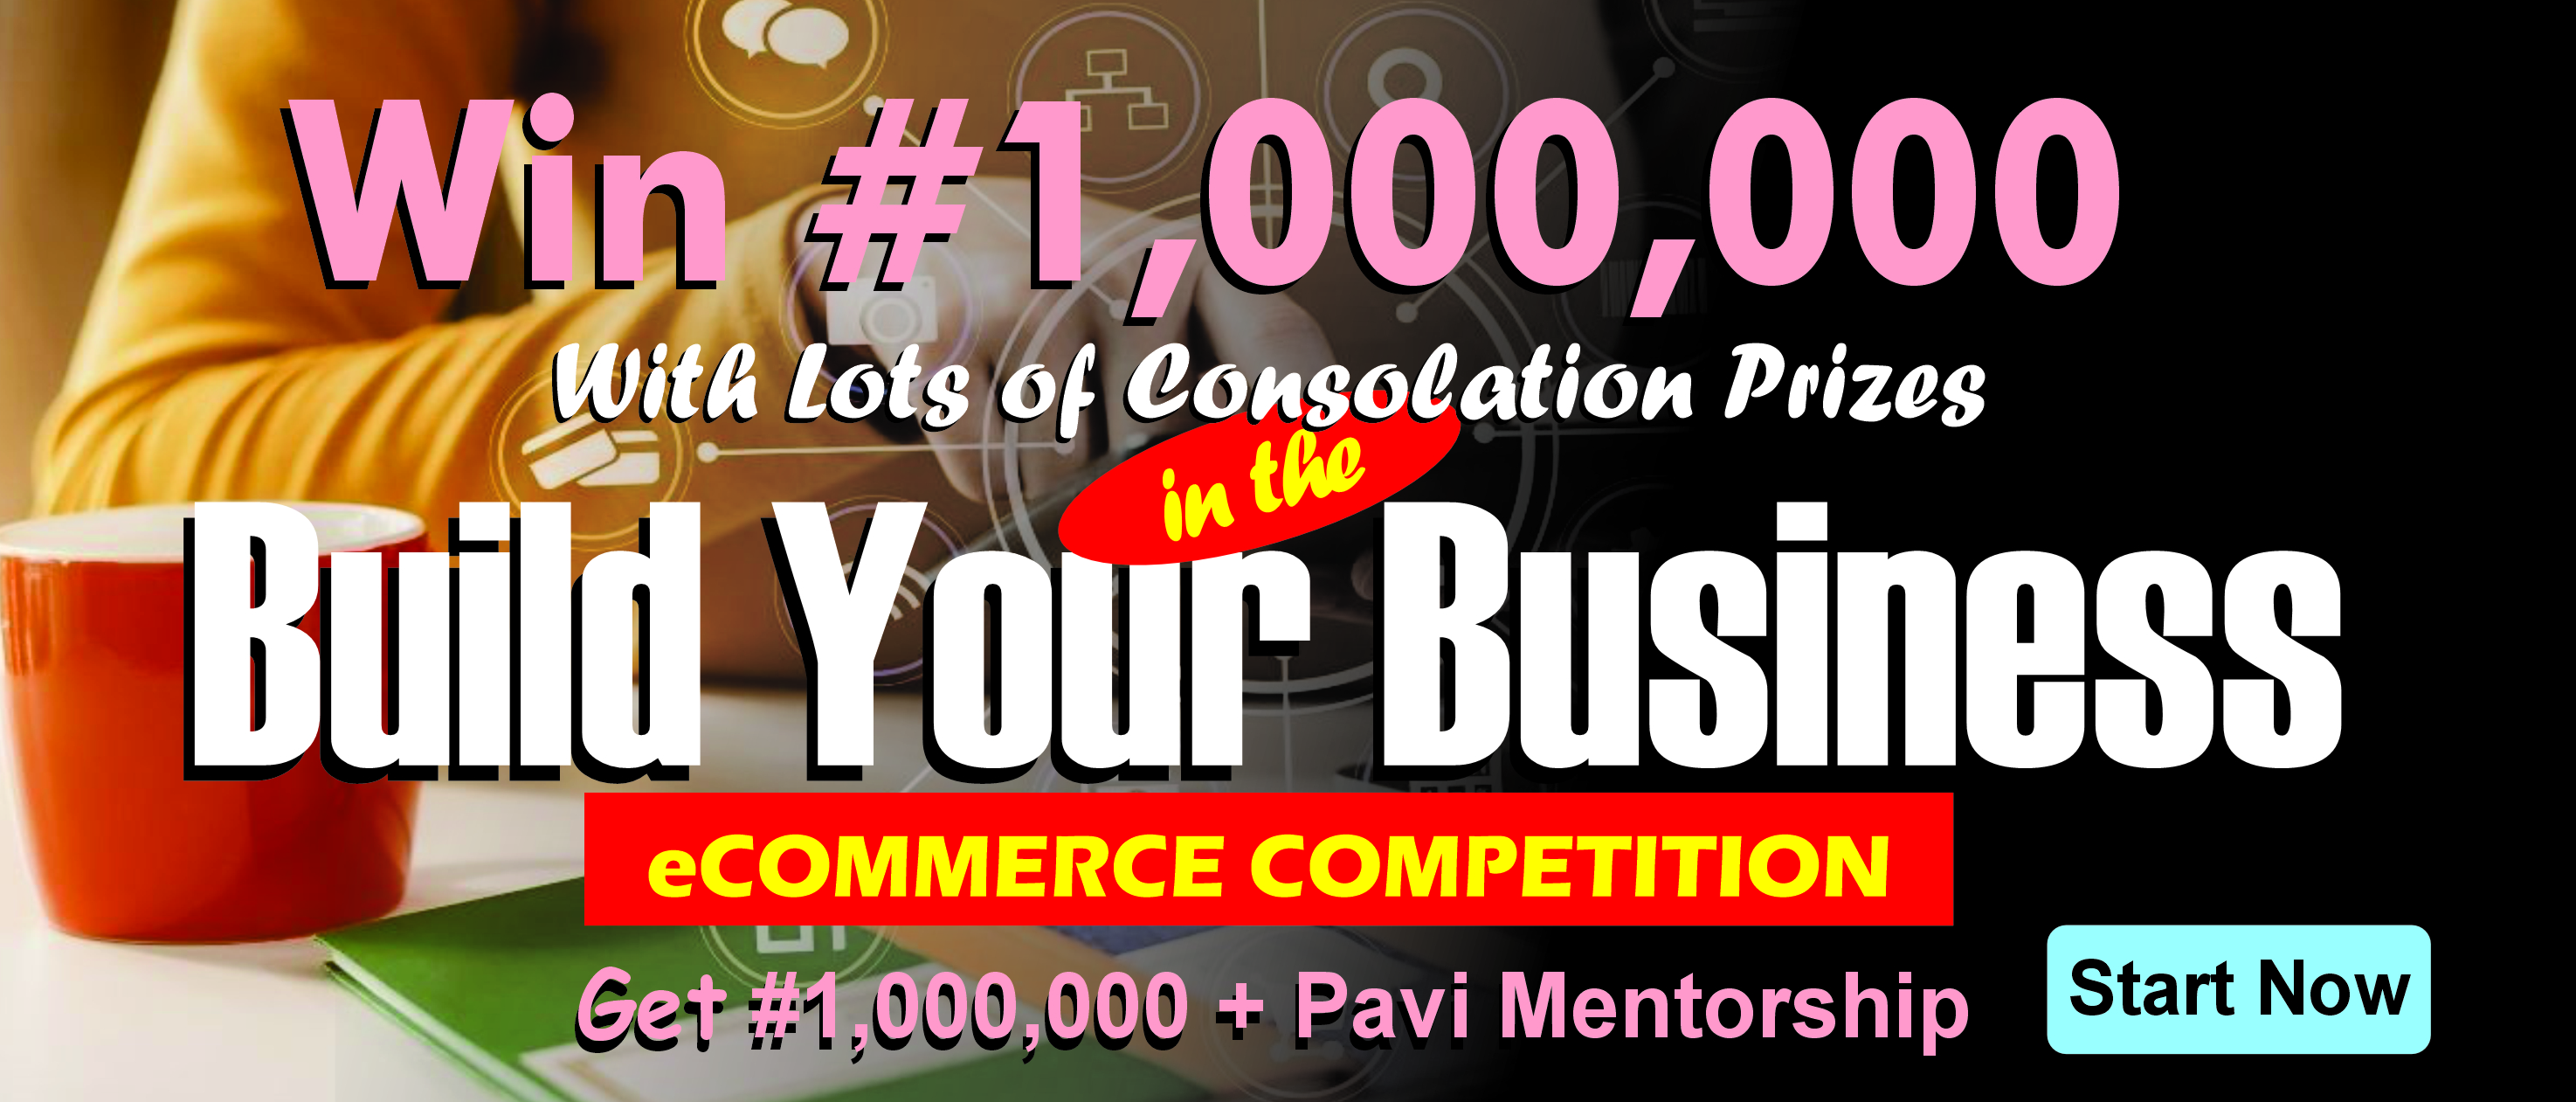 Win #1,000,000
With Lots of Consolation Prizes
in the
Build Your Business
eCOMMERCE COMPETITION
Get #1,000,000 + Pavi Mentorship
Start Now